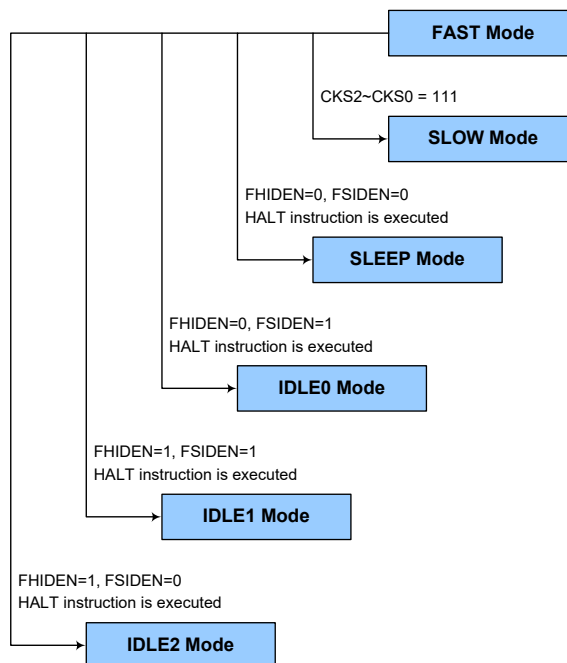 FAST Mode
CKS2~CKS0 = 111
SLOW Mode
FHIDEN=0, FSIDEN=0
HALT instruction is executed
SLEEP Mode
FHIDEN=0, FSIDEN=1
HALT instruction is executed
IDLE0 Mode
FHIDEN=1, FSIDEN=1
HALT instruction is executed
IDLE1 Mode
FHIDEN=1, FSIDEN=0
HALT instruction is executed
IDLE2 Mode